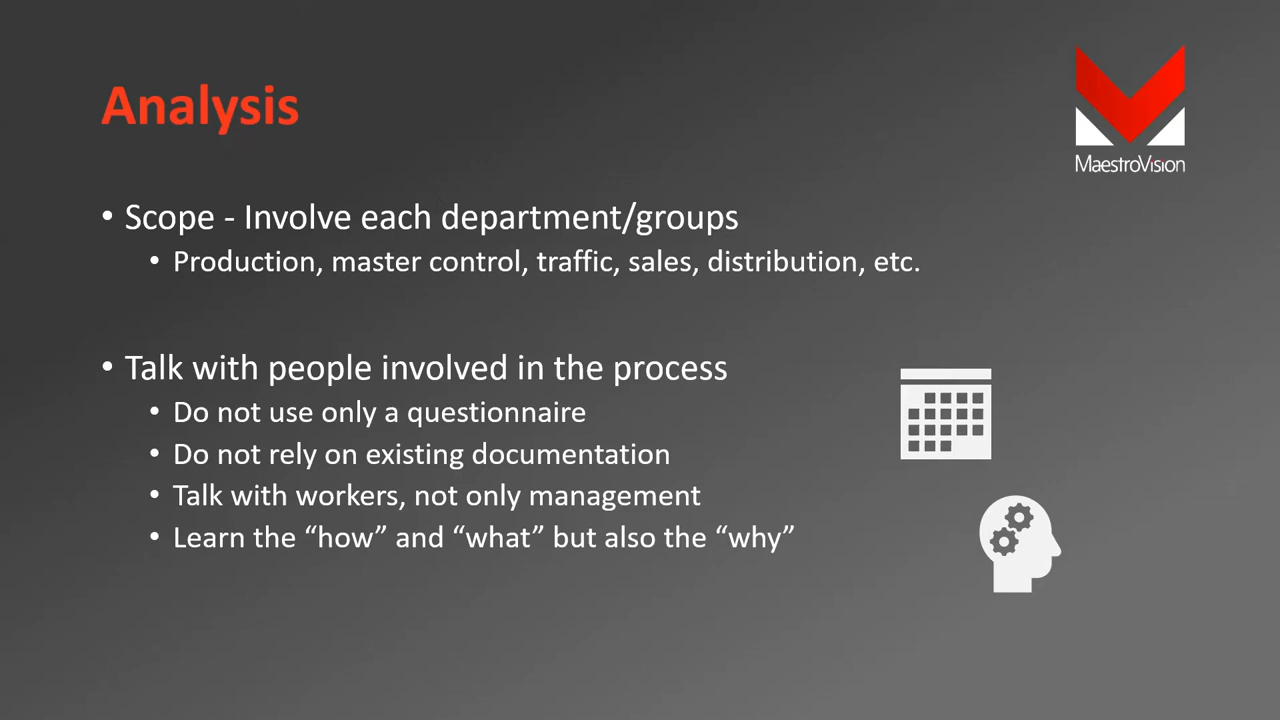 Analysis
MaestroVision
• Scope - Involve each department/groups
• Production, master control, traffic, sales, distribution, etc.
• Talk with people involved in the process
• Do not use only a questionnaire
• Do not rely on existing documentation
• Talk with workers, not only management
• Learn the “how” and “what” but also the “why”